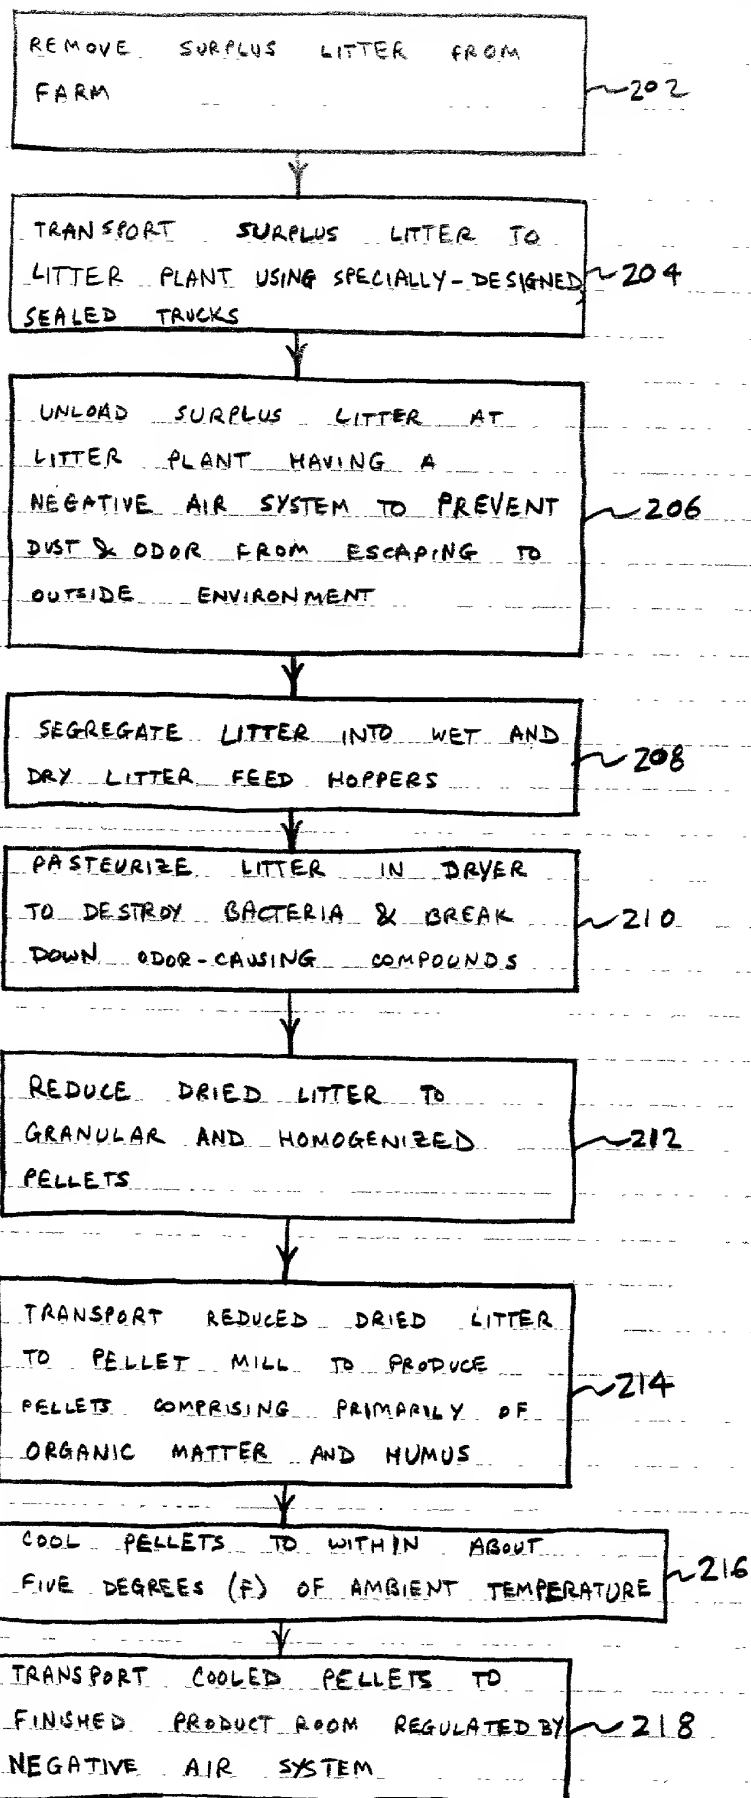 REMOVE SURPLUS LITTER FROM
FARM
202
TRANSPORT SURPLUS LITTER TO
LITTER PLANT USING SPECIALLY-DESIGNED,
SEALED TRUCKS
204
UNLOAD SURPLUS LITTER AT
LITTER PLANT HAVING A
NEGATIVE AIR SYSTEM TO PREVENT
DUST & ODOR FROM ESCAPING TO
OUTSIDE ENVIRONMENT
206
SEGREGATE LITTER INTO WET AND
DRY LITTER FEED HOPPERS
208
PASTEURIZE LITTER IN DRYER
TO DESTROY BACTERIA & BREAK
DOWN ODOR-CAUSING COMPOUNDS
210
REDUCE DRIED LITTER TO
GRANULAR AND HOMOGENIZED
PELLETS
212
TRANSPORT REDUCED DRIED LITTER
TO PELLET MILL TO PRODUCE
PELLETS COMPRISING PRIMARILY OF
ORGANIC MATTER AND HUMUS
214
COOL PELLETS TO WITHIN ABOUT
FIVE DEGREES (F) OF AMBIENT TEMPERATURE
216
TRANSPORT COOLED PELLETS TO
FINISHED PRODUCT ROOM REGULATED BY
NEGATIVE AIR SYSTEM
218